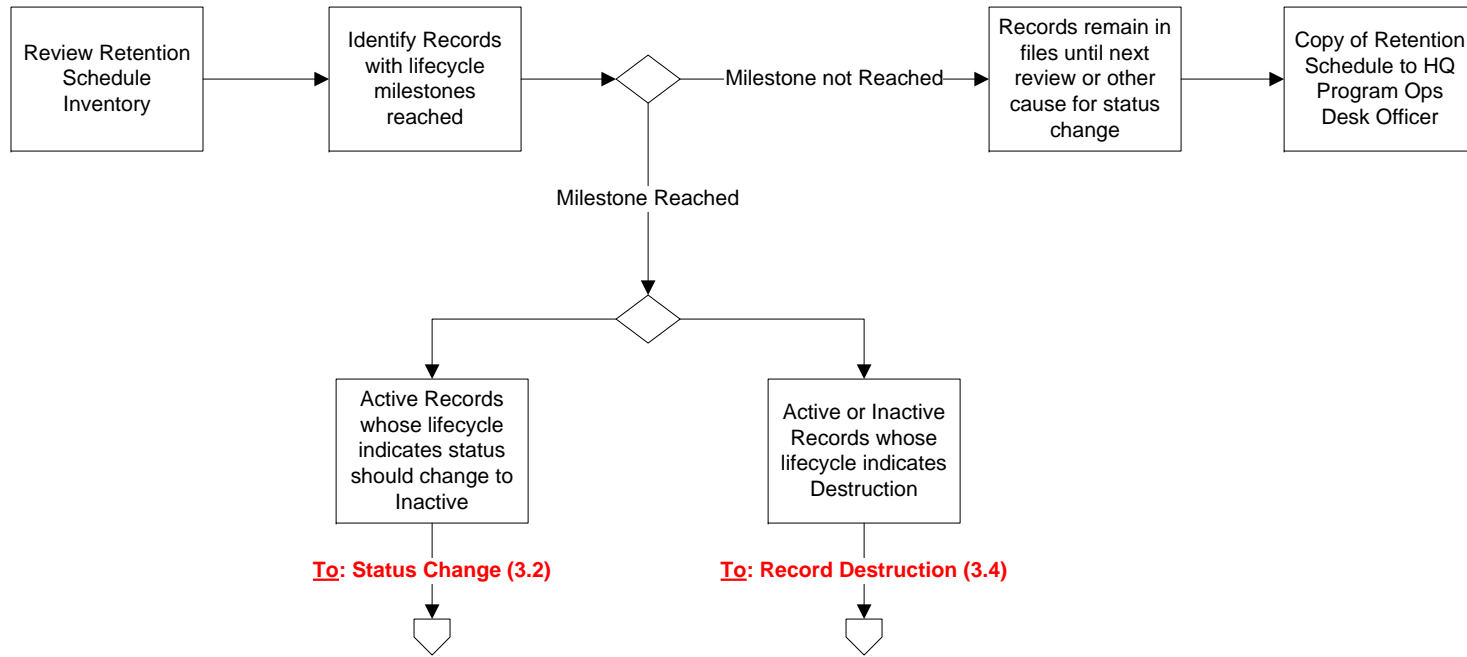 Review Retention
Schedule
Inventory
Identify Records
with lifecycle
milestones
reached
Milestone not Reached
Records remain in
files until next
review or other
cause for status
change
Copy of Retention
Schedule to HQ
Program Ops
Desk Officer
Milestone Reached
Active Records
whose lifecycle
indicates status
should change to
Inactive
Active or Inactive
Records whose
lifecycle indicates
Destruction
To: Status Change (3.2)
To: Record Destruction (3.4)